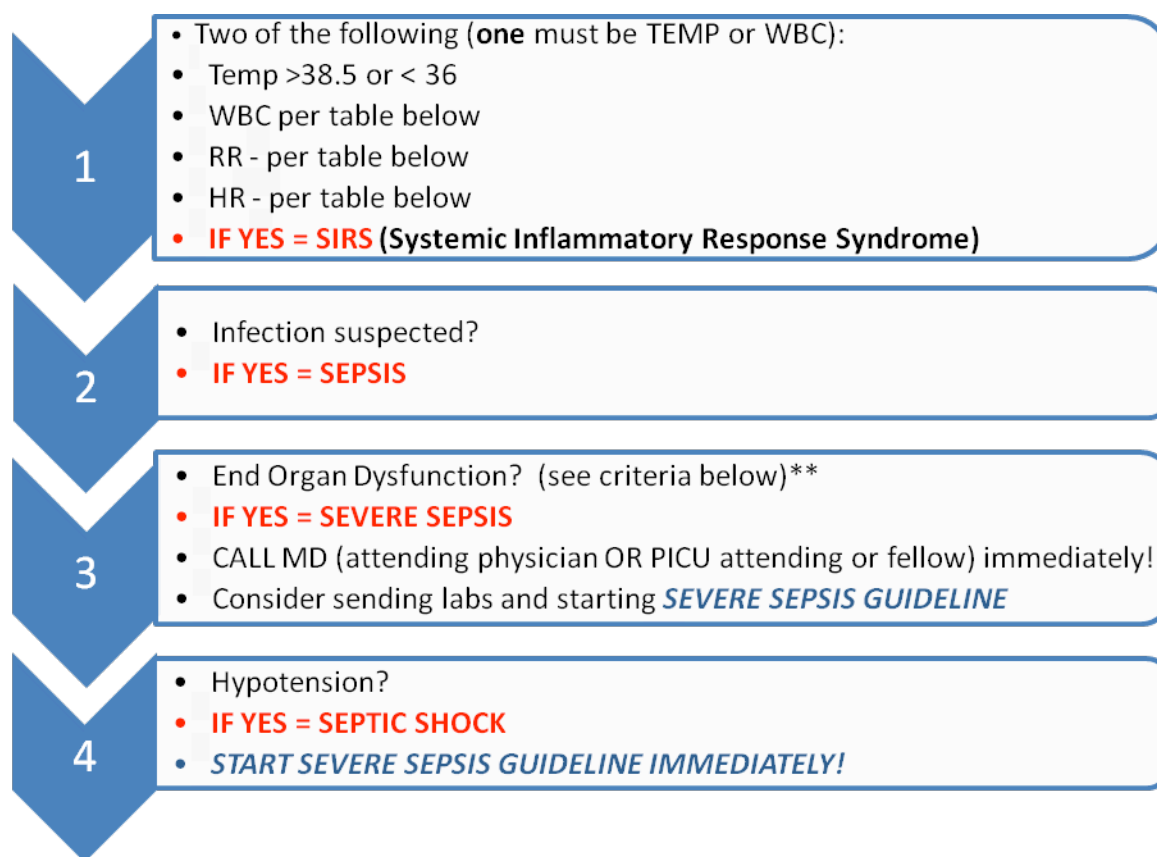 1
• Two of the following (one must be TEMP or WBC):
• Temp >38.5 or < 36
• WBC per table below
• RR - per table below
• HR - per table below
• IF YES = SIRS (Systemic Inflammatory Response Syndrome)
2
• Infection suspected?
• IF YES = SEPSIS
3
• End Organ Dysfunction? (see criteria below)**
• IF YES = SEVERE SEPSIS
• CALL MD (attending physician OR PICU attending or fellow) immediately!
• Consider sending labs and starting SEVERE SEPSIS GUIDELINE
4
• Hypotension?
• IF YES = SEPTIC SHOCK
• START SEVERE SEPSIS GUIDELINE IMMEDIATELY!